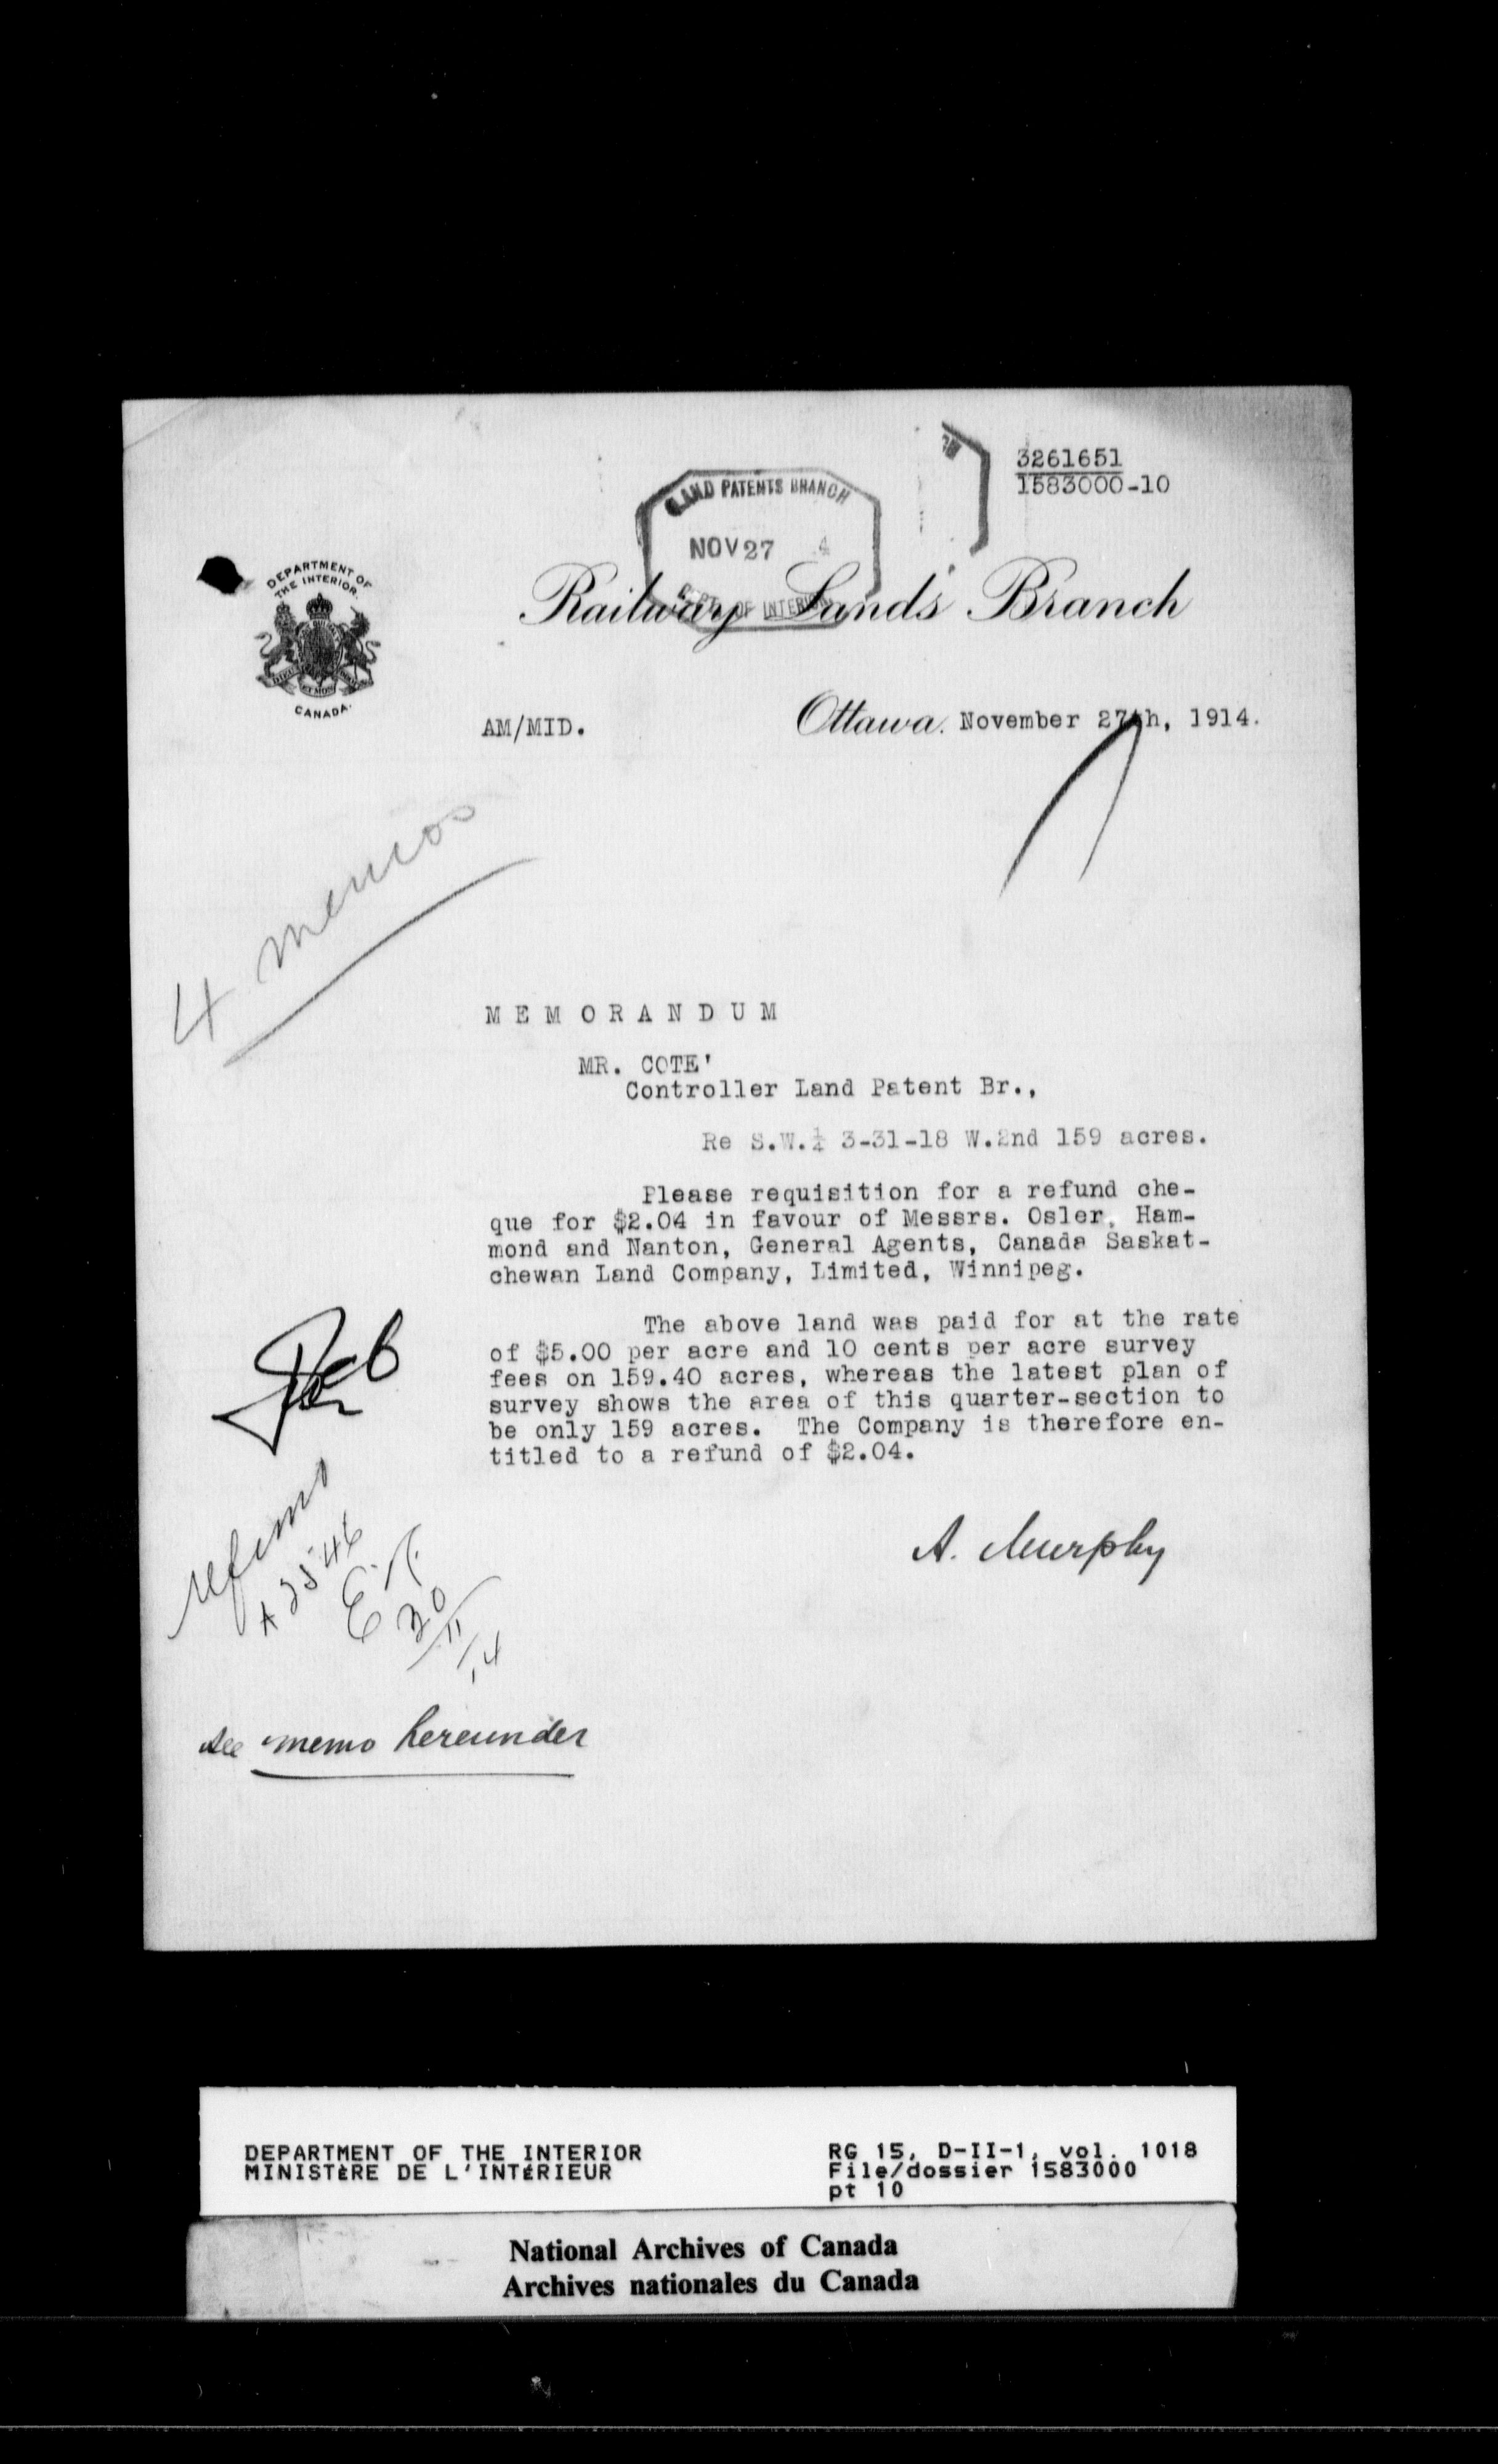 3261651
1583000-10
LAND PATENTS BRANCH
NOV 27 4
DEPT. OF INTERIOR
DEPARTMENT OF
THE INTERIOR.
CANADA.
Railway Lands Branch
AM/MID.
Ottawa. November 27th, 1914.
4 memos
MEMORANDUM
MR. COTE'
Controller Land Patent Br.,
Re S.W.¼ 3-31-18 W.2nd 159 acres.
Please requisition for a refund che-
que for $2.04 in favour of Messrs. Osler, Ham-
mond and Nanton, General Agents, Canada Saskat-
chewan Land Company, Limited, Winnipeg.
The above land was paid for at the rate
of $5.00 per acre and 10 cents per acre survey
fees on 159.40 acres, whereas the latest plan of
survey shows the area of this quarter-section to
be only 159 acres. The Company is therefore en-
titled to a refund of $2.04.
A. Murphy
30/11/14
See memo hereunder
DEPARTMENT OF THE INTERIOR
MINISTÈRE DE L'INTÉRIEUR
RG 15, D-II-1, vol. 1018
File/dossier 1583000
pt 10
National Archives of Canada
Archives nationales du Canada